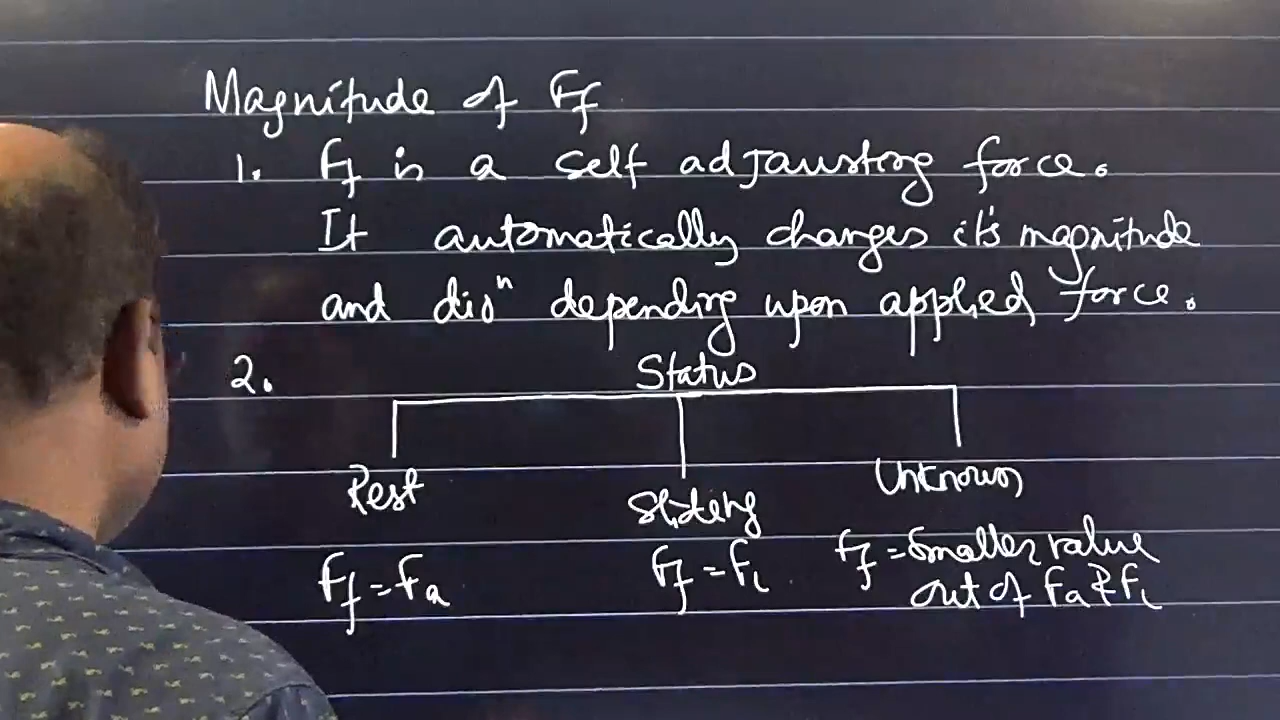 Magnitude of Ff
1. Ff is a self adjausting force.
It automatically changes it's magnitude
and dirⁿ depending upon applied force.
2. Status
Rest Sliding Unknown
Ff = Fa Ff = FL Ff = Smaller value
out of Fa & FL